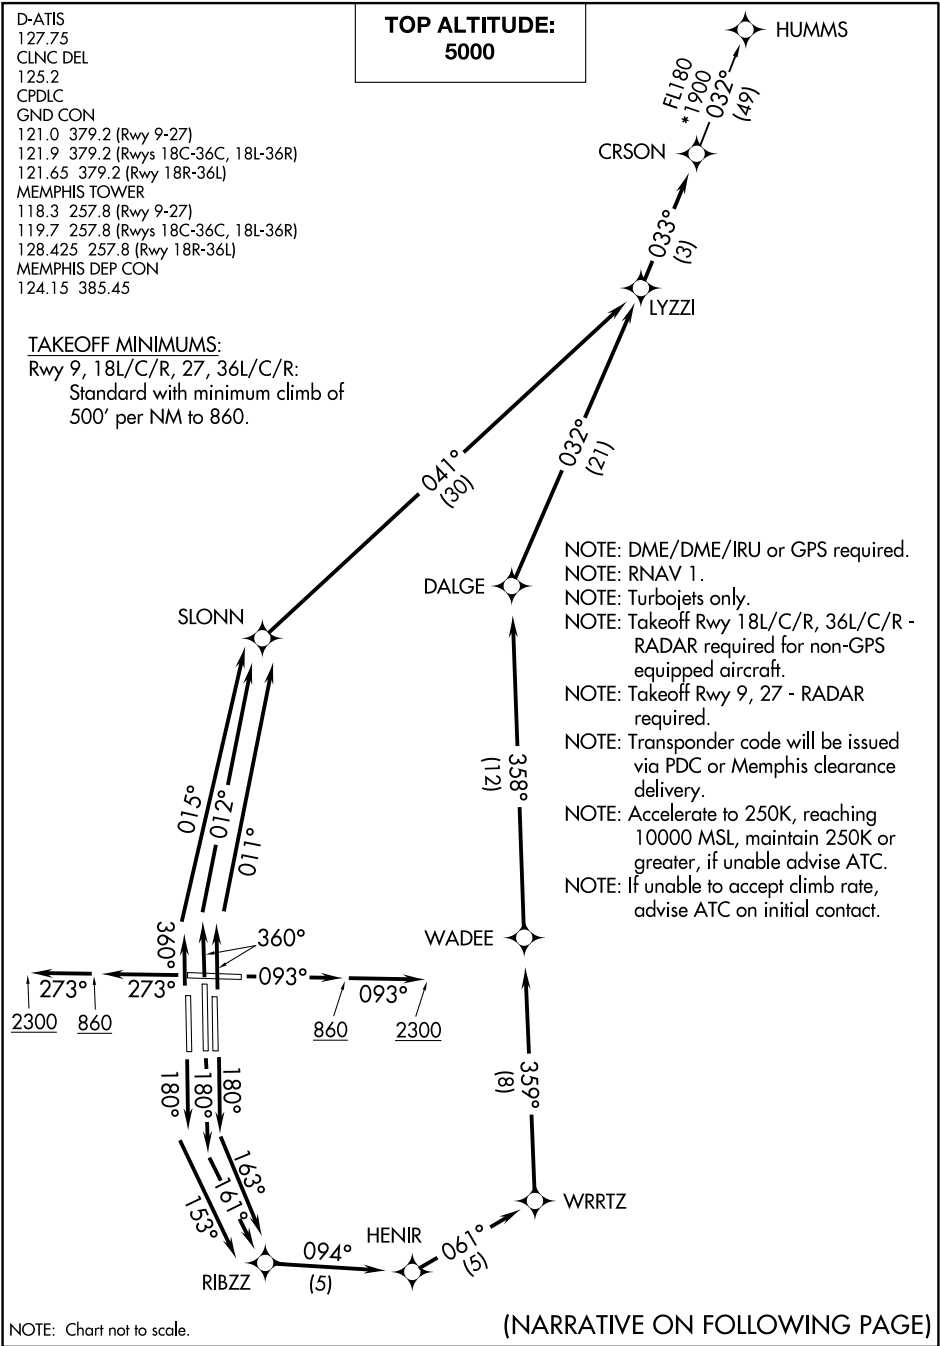 D-ATIS
127.75
CLNC DEL
125.2
CPDLC
GND CON
121.0 379.2 (Rwy 9-27)
121.9 379.2 (Rwys 18C-36C, 18L-36R)
121.65 379.2 (Rwy 18R-36L)
MEMPHIS TOWER
118.3 257.8 (Rwy 9-27)
119.7 257.8 (Rwys 18C-36C, 18L-36R)
128.425 257.8 (Rwy 18R-36L)
MEMPHIS DEP CON
124.15 385.45
TOP ALTITUDE:
5000
HUMMS
FL180
*1900
032°
(49)
CRSON
033°
(3)
LYZZI
TAKEOFF MINIMUMS:
Rwy 9, 18L/C/R, 27, 36L/C/R:
Standard with minimum climb of
500' per NM to 860.
041°
(30)
032°
(21)
DALGE
SLONN
NOTE: DME/DME/IRU or GPS required.
NOTE: RNAV 1.
NOTE: Turbojets only.
NOTE: Takeoff Rwy 18L/C/R, 36L/C/R -
RADAR required for non-GPS
equipped aircraft.
NOTE: Takeoff Rwy 9, 27 - RADAR
required.
NOTE: Transponder code will be issued
via PDC or Memphis clearance
delivery.
NOTE: Accelerate to 250K, reaching
10000 MSL, maintain 250K or
greater, if unable advise ATC.
NOTE: If unable to accept climb rate,
advise ATC on initial contact.
015°
012°
011°
358°
(12)
WADEE
360°
360°
273°
273°
093°
093°
2300
860
860
2300
180°
180°
180°
359°
(8)
153°
161°
163°
WRRTZ
HENIR
061°
(5)
094°
(5)
RIBZZ
NOTE: Chart not to scale.
(NARRATIVE ON FOLLOWING PAGE)